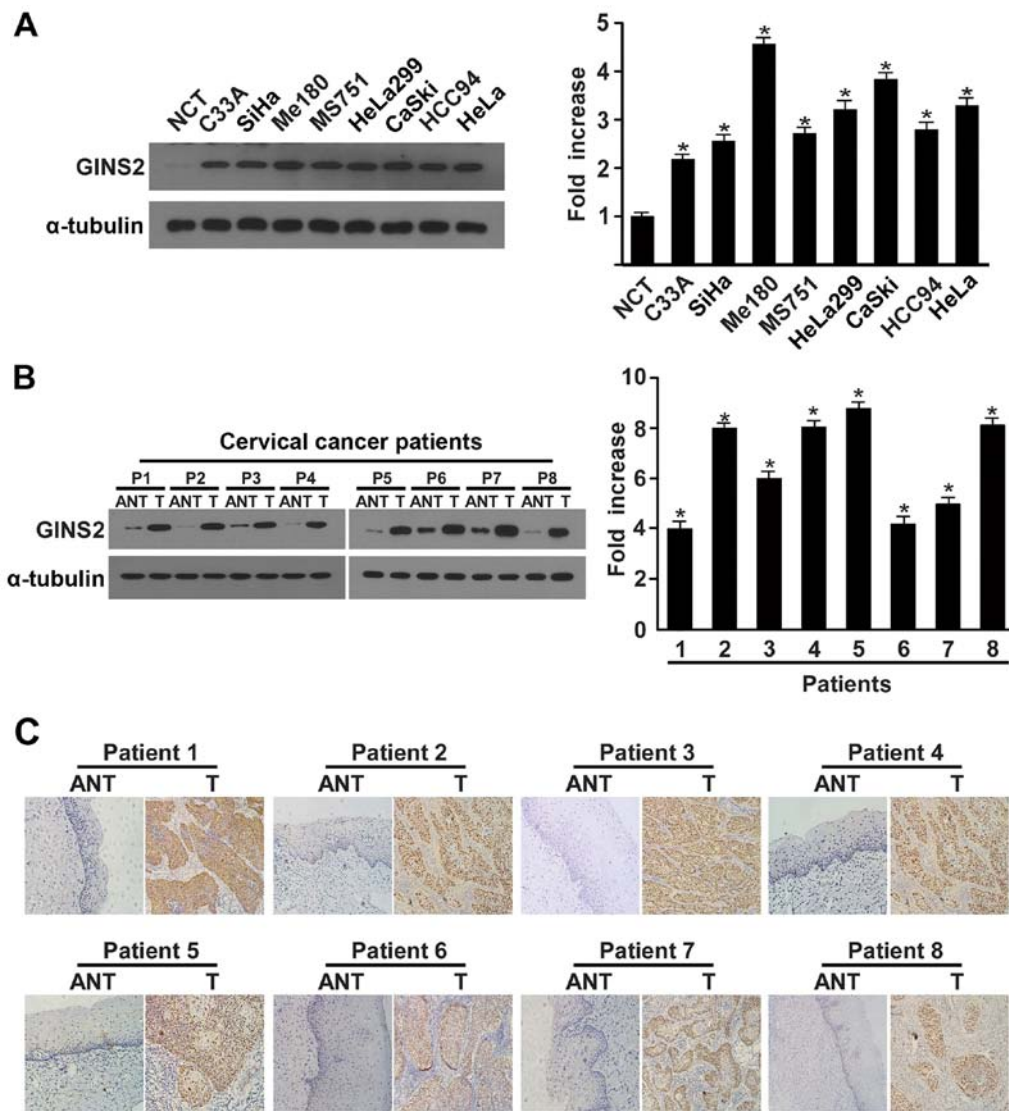 A
NCT C33A SiHa Me180 MS751 HeLa299 CaSki HCC94 HeLa
GINS2
α-tubulin
Fold increase
5
4
3
2
1
NCT C33A SiHa Me180 MS751 HeLa299 CaSki HCC94 HeLa
* * * * * * * *
B
Cervical cancer patients
P1 P2 P3 P4 P5 P6 P7 P8
ANT T ANT T ANT T ANT T ANT T ANT T ANT T ANT T
GINS2
α-tubulin
Fold increase
10
8
6
4
2
0
* * * * * * * *
1 2 3 4 5 6 7 8
Patients
C
Patient 1 Patient 2 Patient 3 Patient 4
ANT T ANT T ANT T ANT T
Patient 5 Patient 6 Patient 7 Patient 8
ANT T ANT T ANT T ANT T